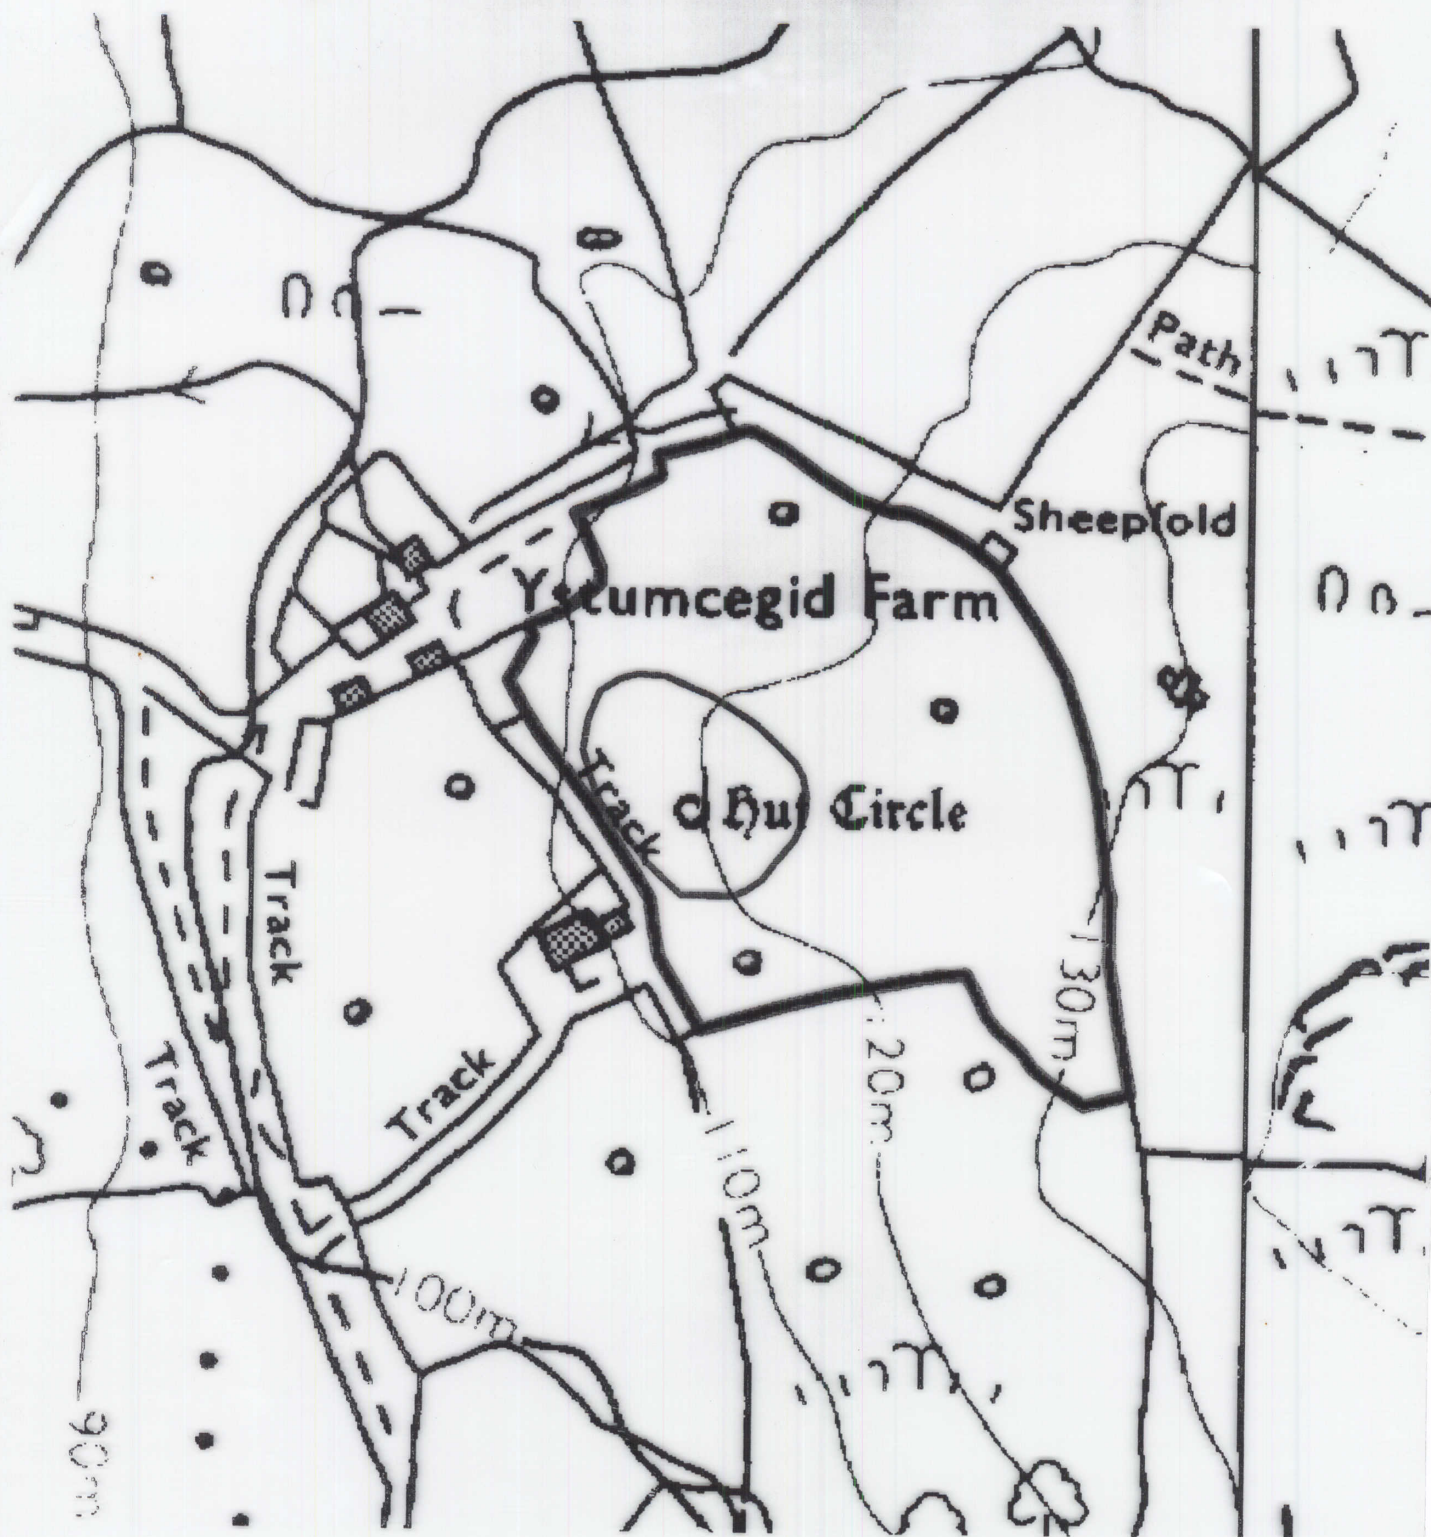 Path
Sheepfold
Ystumcegid Farm
Track
Hut Circle
Track
130m
Track
Track
120m
110m
100m
90m